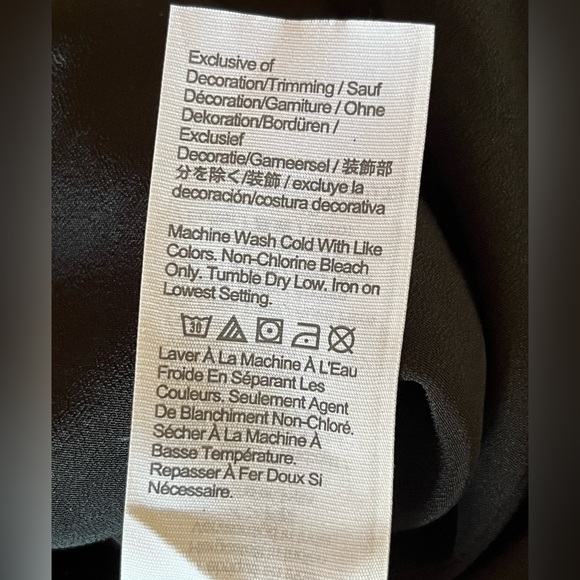 Exclusive of
Decoration/Trimming / Sauf
Décoration/Garniture / Ohne
Dekoration/Bordüren /
Exclusief
Decoratie/Garneersel / 装飾部
分を除く/装飾 / excluye la
decoración/costura decorativa
Machine Wash Cold With Like
Colors. Non-Chlorine Bleach
Only. Tumble Dry Low. Iron on
Lowest Setting.
30
Laver À La Machine À L'Eau
Froide En Séparant Les
Couleurs. Seulement Agent
De Blanchiment Non-Chloré.
Sécher À La Machine À
Basse Température.
Repasser À Fer Doux Si
Nécessaire.